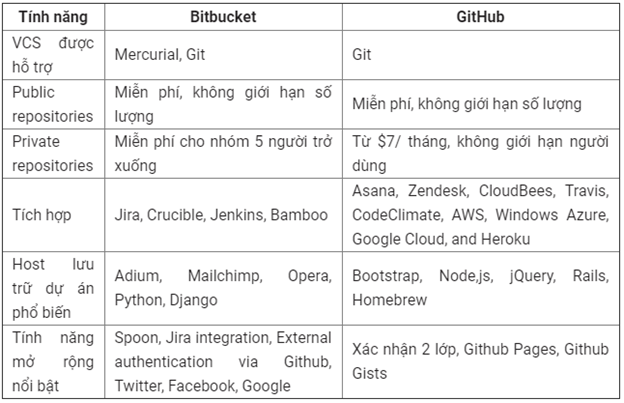 Tính năng
Bitbucket
GitHub
VCS được
hỗ trợ
Mercurial, Git
Git
Public
repositories
Miễn phí, không giới hạn số
lượng
Miễn phí, không giới hạn số lượng
Private
repositories
Miễn phí cho nhóm 5 người trở
xuống
Từ $7/ tháng, không giới hạn người
dùng
Tích hợp
Jira, Crucible, Jenkins, Bamboo
Asana, Zendesk, CloudBees, Travis,
CodeClimate, AWS, Windows Azure,
Google Cloud, and Heroku
Host lưu
trữ dự án
phổ biến
Adium, Mailchimp, Opera,
Python, Django
Bootstrap, Node,js, jQuery, Rails,
Homebrew
Tính năng
mở rộng
nổi bật
Spoon, Jira integration, External
authentication via Github,
Twitter, Facebook, Google
Xác nhận 2 lớp, Github Pages, Github
Gists